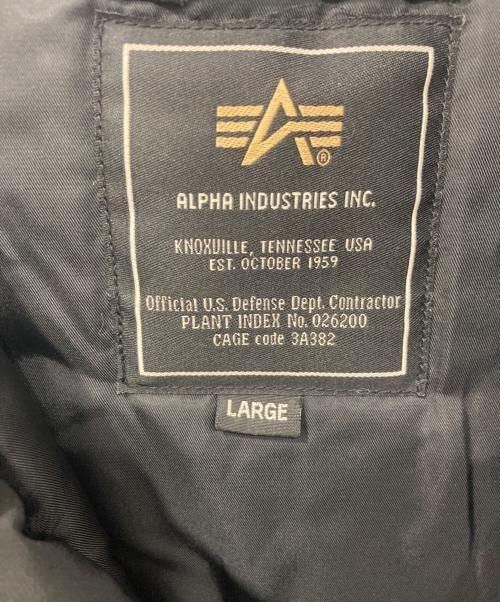 ®
ALPHA INDUSTRIES INC.
KNOXVILLE, TENNESSEE USA
EST. OCTOBER 1959
Official U.S. Defense Dept. Contractor
PLANT INDEX No. 026200
CAGE code 3A382
LARGE